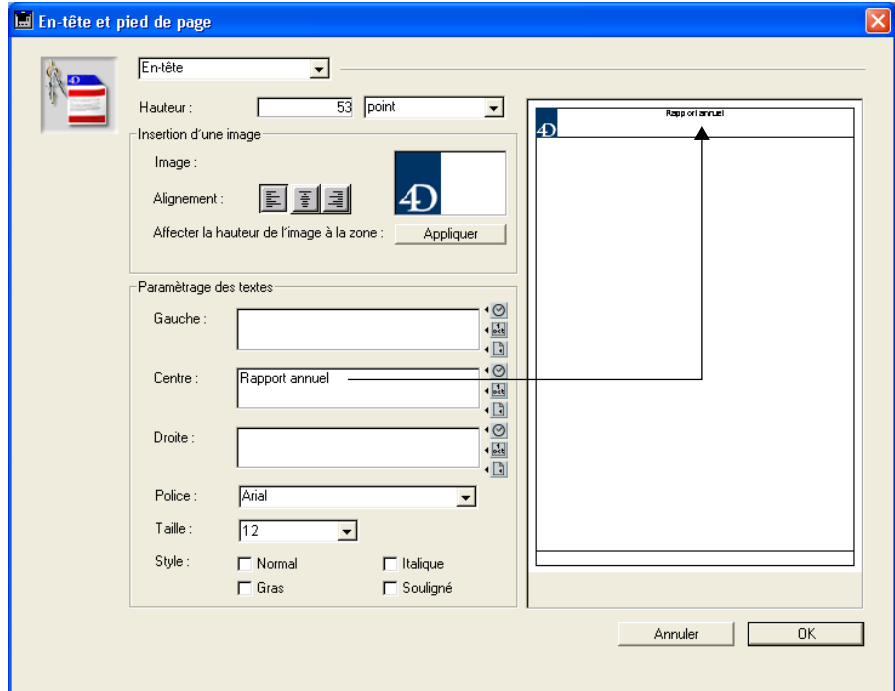 En-tête et pied de page
En-tête
Hauteur : 53 point
Insertion d'une image
Image :
4D
Alignement :
Affecter la hauteur de l'image à la zone : Appliquer
Paramètrage des textes
Gauche :
Centre : Rapport annuel
Droite :
Police : Arial
Taille : 12
Style : Normal Italique
Gras Souligné
Rapport annuel
4D
Annuler OK